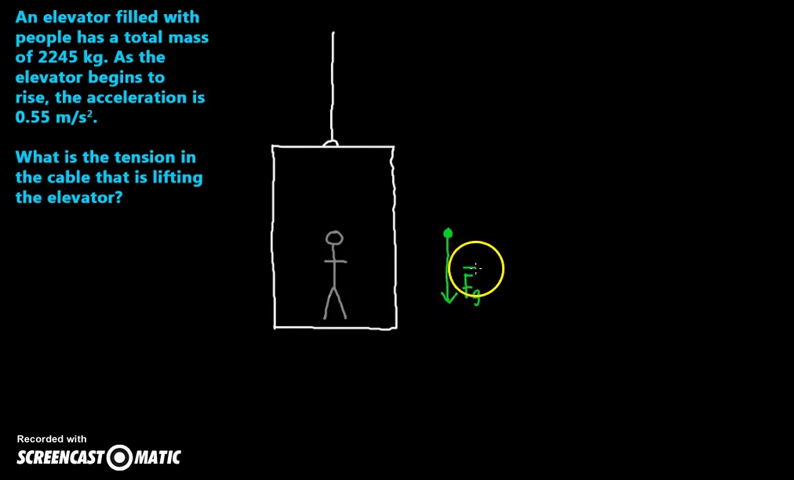 An elevator filled with
people has a total mass
of 2245 kg. As the
elevator begins to
rise, the acceleration is
0.55 m/s².
What is the tension in
the cable that is lifting
the elevator?
Fg
Recorded with
SCREENCAST MATIC